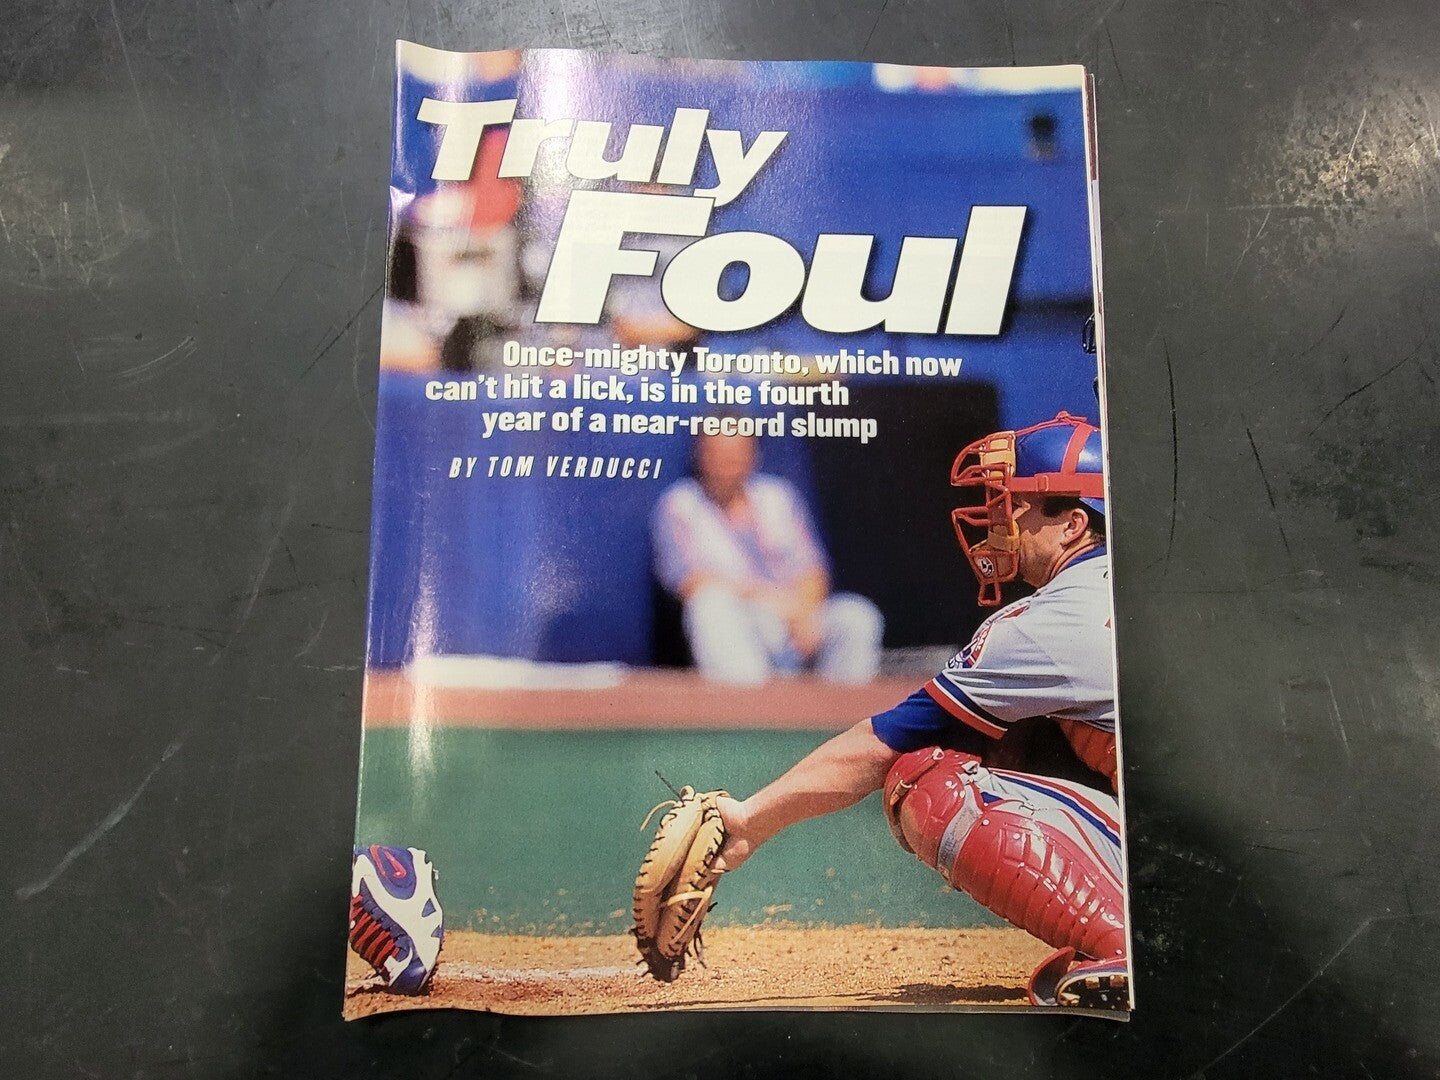 Truly
Foul
Once-mighty Toronto, which now
can't hit a lick, is in the fourth
year of a near-record slump
BY TOM VERDUCCI